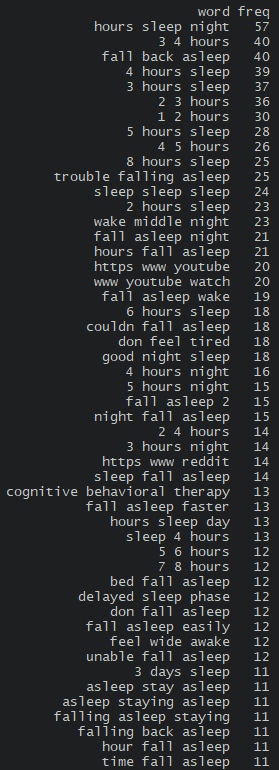 word freq
hours sleep night 57
3 4 hours 40
fall back asleep 40
4 hours sleep 39
3 hours sleep 37
2 3 hours 36
1 2 hours 30
5 hours sleep 28
4 5 hours 26
8 hours sleep 25
trouble falling asleep 25
sleep sleep sleep 24
2 hours sleep 23
wake middle night 23
fall asleep night 21
hours fall asleep 21
https www youtube 20
www youtube watch 20
fall asleep wake 19
6 hours sleep 18
couldn fall asleep 18
don feel tired 18
good night sleep 18
4 hours night 16
5 hours night 15
fall asleep 2 15
night fall asleep 15
2 4 hours 14
3 hours night 14
https www reddit 14
sleep fall asleep 14
cognitive behavioral therapy 13
fall asleep faster 13
hours sleep day 13
sleep 4 hours 13
5 6 hours 12
7 8 hours 12
bed fall asleep 12
delayed sleep phase 12
don fall asleep 12
fall asleep easily 12
feel wide awake 12
unable fall asleep 12
3 days sleep 11
asleep stay asleep 11
asleep staying asleep 11
falling asleep staying 11
falling back asleep 11
hour fall asleep 11
time fall asleep 11